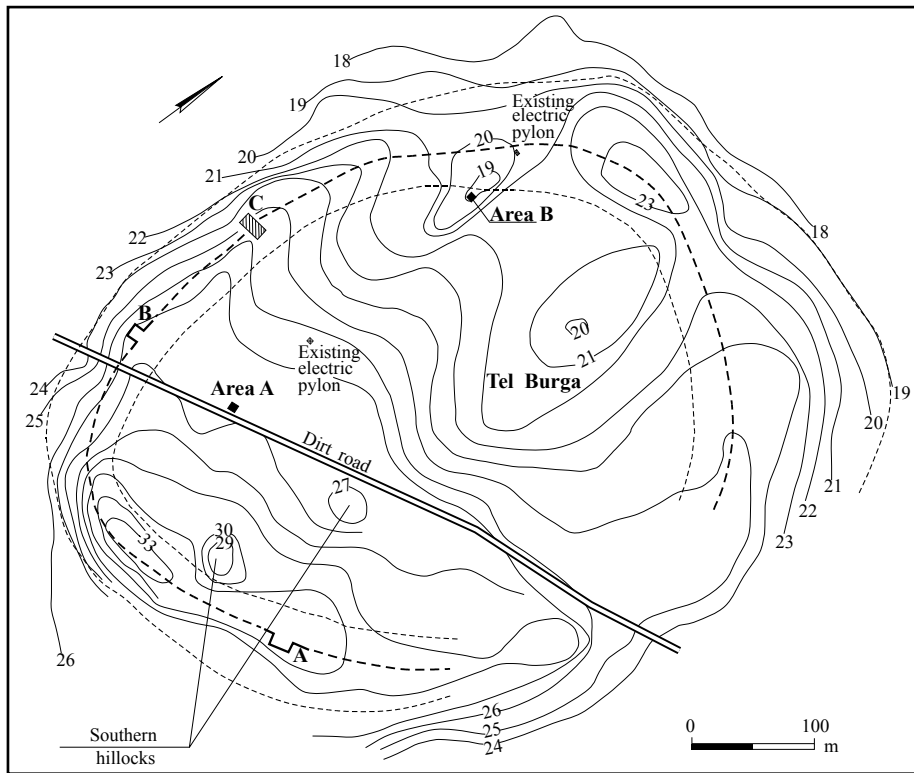 18
19
20
21
22
23
24
25
26
Existing
electric
pylon
20
19
C
Area B
23
18
B
20
21
Existing
electric
pylon
Tel Burga
Area A
Dirt road
27
30
29
33
A
19
20
21
22
23
26
25
24
Southern
hillocks
0
100
m